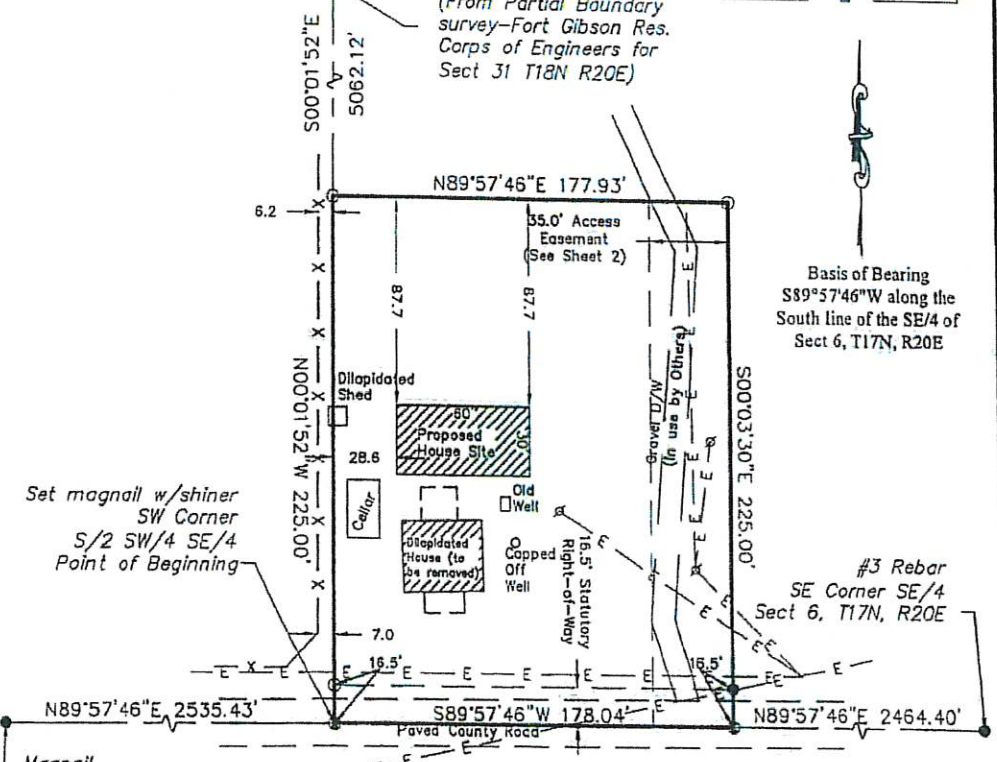 (From Partial Boundary
survey-Fort Gibson Res.
Corps of Engineers for
Sect 31 T18N R20E)
S00°01'52"E
5062.12'
N89°57'46"E 177.93'
6.2
35.0' Access
Easement
(See Sheet 2)
87.7
87.7
Basis of Bearing
S89°57'46"W along the
South line of the SE/4 of
Sect 6, T17N, R20E
X
X
X
X
X
X
X
E
E
E
E
E
E
N00°01'52"W 225.00'
Dilapidated
Shed
60'
30'
Proposed
House Site
28.6
Gravel D/W
(In use by Others)
S00°03'30"E 225.00'
Cellar
Old
Well
Dilapidated
House (to
be removed)
Capped
Off
Well
16.5' Statutory
Right-of-Way
Set magnail w/shiner
SW Corner
S/2 SW/4 SE/4
Point of Beginning
#3 Rebar
SE Corner SE/4
Sect 6, T17N, R20E
7.0
16.5'
16.5'
E
X
E
E
E
E
E
E
E
E
E
E
E
E
N89°57'46"E 2535.43'
S89°57'46"W 178.04'
N89°57'46"E 2464.40'
Paved County Road
E
E
Magnail